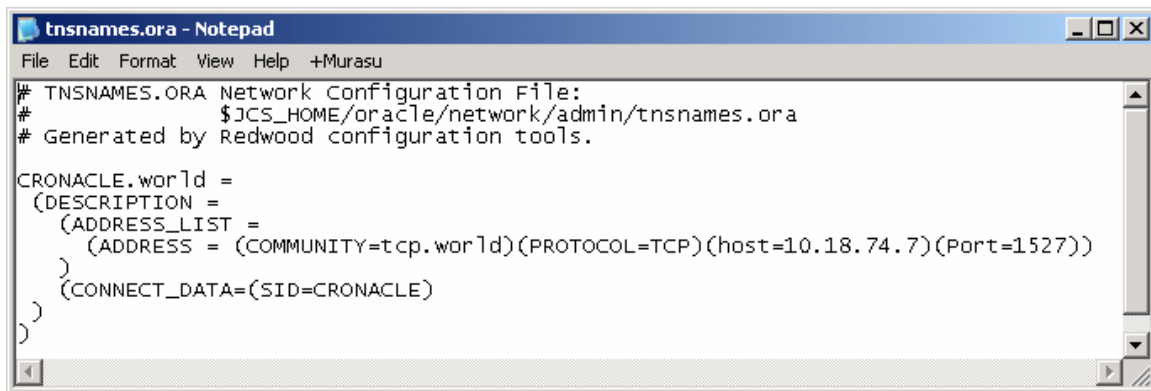 tnsnames.ora - Notepad
File Edit Format View Help +Murasu
# TNSNAMES.ORA Network Configuration File:
#               $JCS_HOME/oracle/network/admin/tnsnames.ora
# Generated by Redwood configuration tools.

CRONACLE.world =
 (DESCRIPTION =
   (ADDRESS_LIST =
     (ADDRESS = (COMMUNITY=tcp.world)(PROTOCOL=TCP)(host=10.18.74.7)(Port=1527))
   )
   (CONNECT_DATA=(SID=CRONACLE)
 )
)